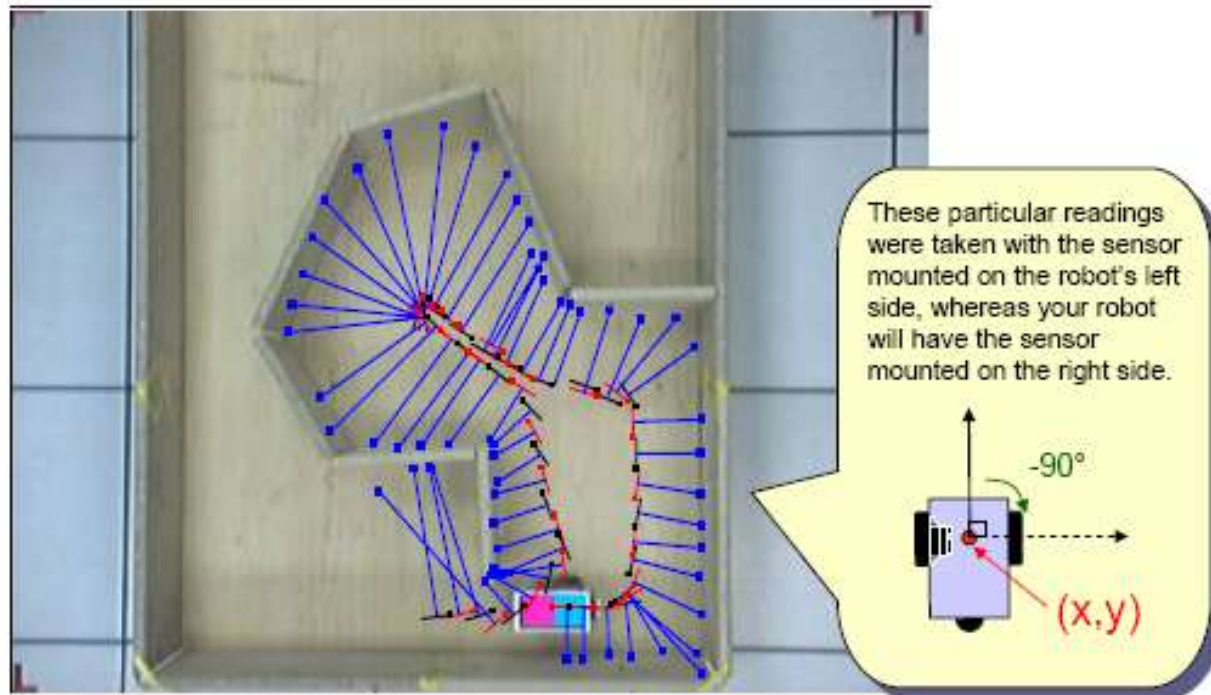 These particular readings
were taken with the sensor
mounted on the robot's left
side, whereas your robot
will have the sensor
mounted on the right side.
-90°
(x,y)